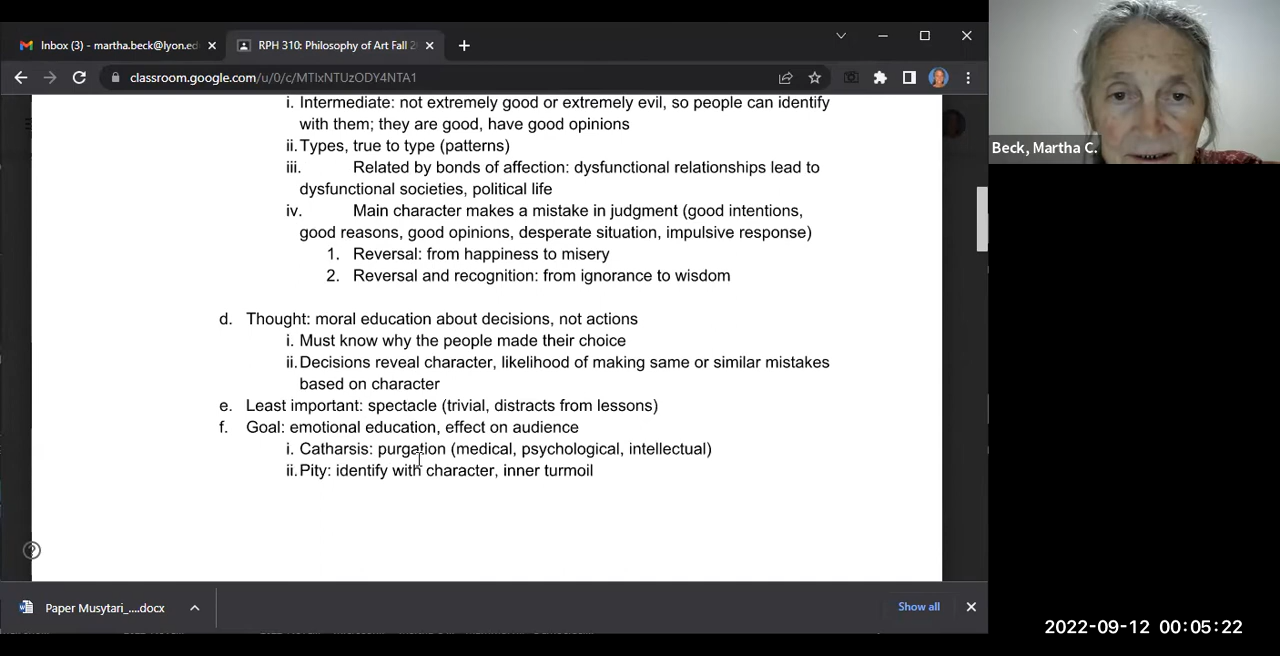 Inbox (3) - martha.beck@lyon.ed
RPH 310: Philosophy of Art Fall 2
classroom.google.com/u/0/c/MTIxNTUzODY4NTA1
i. Intermediate: not extremely good or extremely evil, so people can identify
with them; they are good, have good opinions
ii. Types, true to type (patterns)
iii. Related by bonds of affection: dysfunctional relationships lead to
dysfunctional societies, political life
iv. Main character makes a mistake in judgment (good intentions,
good reasons, good opinions, desperate situation, impulsive response)
1. Reversal: from happiness to misery
2. Reversal and recognition: from ignorance to wisdom
d. Thought: moral education about decisions, not actions
i. Must know why the people made their choice
ii. Decisions reveal character, likelihood of making same or similar mistakes
based on character
e. Least important: spectacle (trivial, distracts from lessons)
f. Goal: emotional education, effect on audience
i. Catharsis: purgation (medical, psychological, intellectual)
ii. Pity: identify with character, inner turmoil
Paper Musytari_....docx
Show all
Beck, Martha C.
2022-09-12 00:05:22